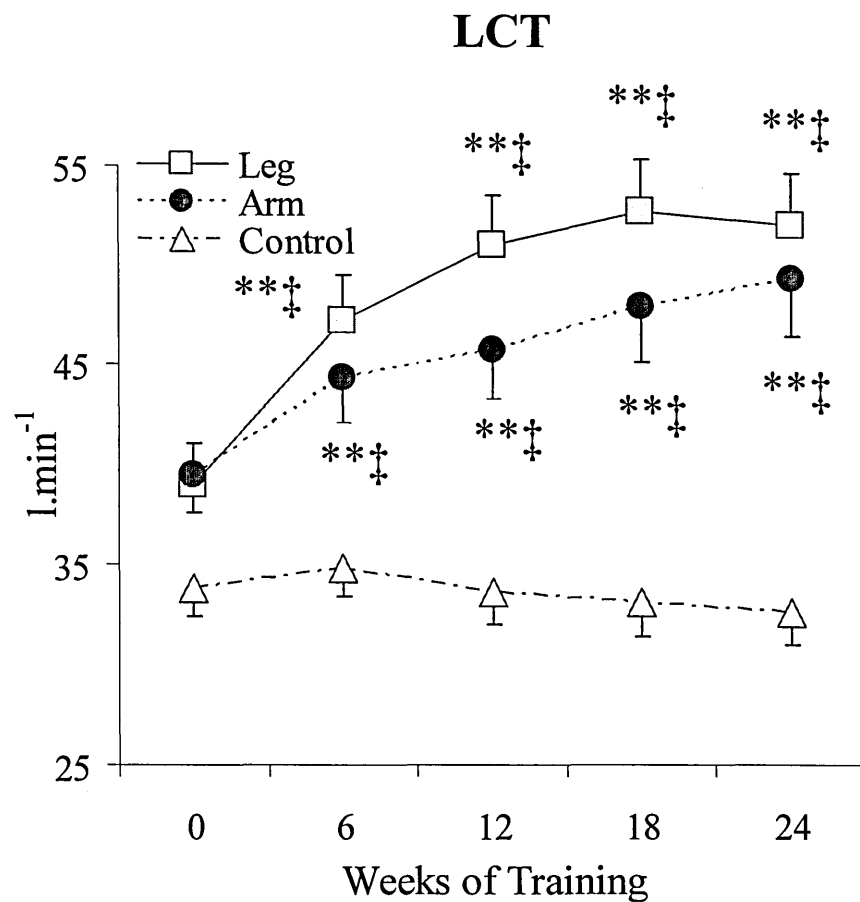 LCT
**‡
**‡
**‡
55
Leg
Arm
Control
**‡
45
**‡
**‡
**‡
**‡
l.min⁻¹
35
25
0 6 12 18 24
Weeks of Training